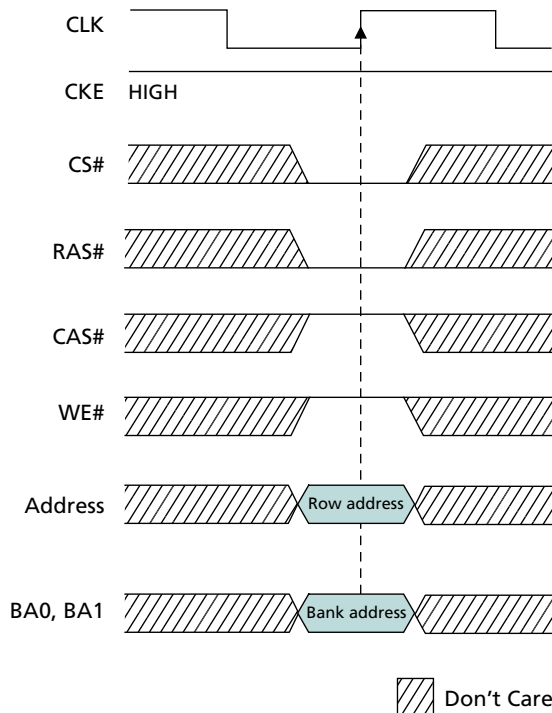 CLK
CKE HIGH
CS#
RAS#
CAS#
WE#
Address Row address
BA0, BA1 Bank address
Don't Care